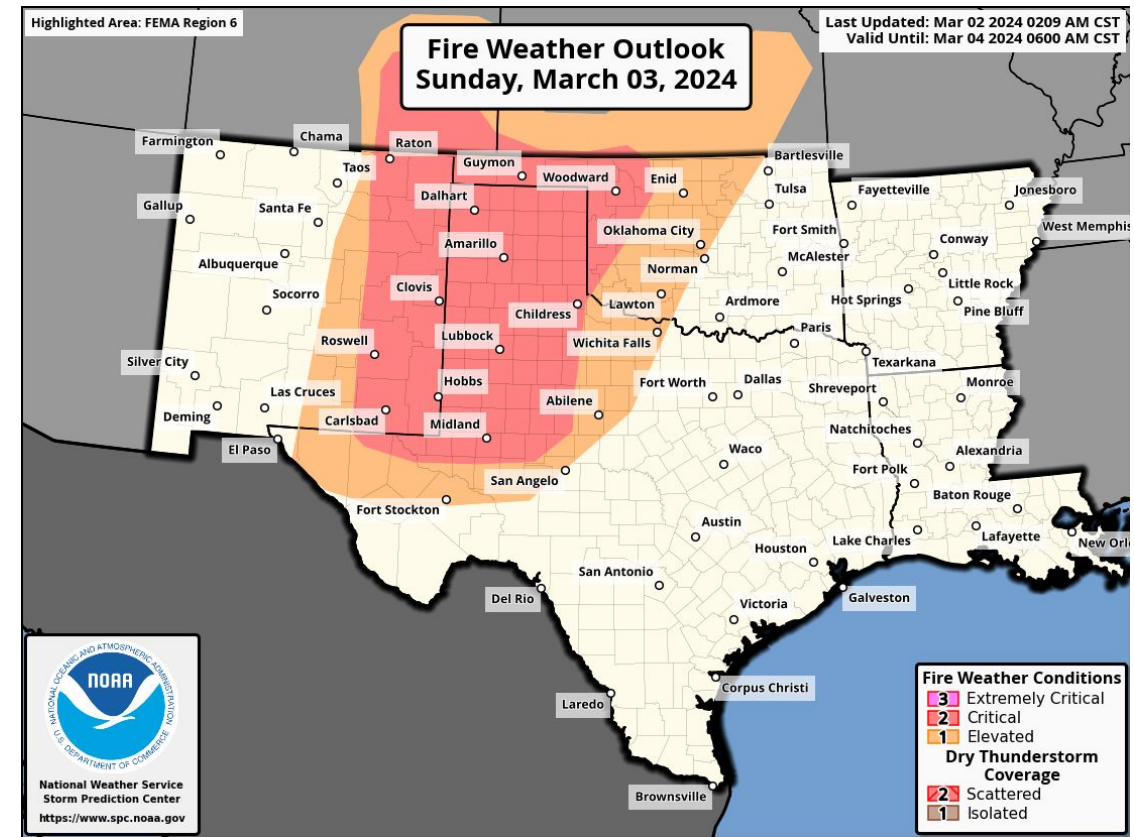 Highlighted Area: FEMA Region 6
Fire Weather Outlook
Sunday, March 03, 2024
Last Updated: Mar 02 2024 0209 AM CST
Valid Until: Mar 04 2024 0600 AM CST
Farmington
Chama
Raton
Taos
Guymon
Woodward
Enid
Bartlesville
Gallup
Santa Fe
Dalhart
Tulsa
Fayetteville
Jonesboro
Albuquerque
Amarillo
Oklahoma City
Fort Smith
West Memphis
Conway
Socorro
Clovis
Norman
McAlester
Little Rock
Childress
Lawton
Ardmore
Hot Springs
Pine Bluff
Roswell
Lubbock
Wichita Falls
Paris
Silver City
Texarkana
Las Cruces
Hobbs
Fort Worth
Dallas
Shreveport
Monroe
Deming
Carlsbad
Midland
Abilene
Natchitoches
El Paso
Waco
Alexandria
San Angelo
Fort Polk
Fort Stockton
Baton Rouge
Austin
Lake Charles
Lafayette
New Orl
Houston
San Antonio
Del Rio
Galveston
Victoria
Corpus Christi
Laredo
Brownsville
NATIONAL OCEANIC AND ATMOSPHERIC ADMINISTRATION
NOAA
U.S. DEPARTMENT OF COMMERCE
National Weather Service
Storm Prediction Center
https://www.spc.noaa.gov
Fire Weather Conditions
3 Extremely Critical
2 Critical
1 Elevated
Dry Thunderstorm
Coverage
2 Scattered
1 Isolated